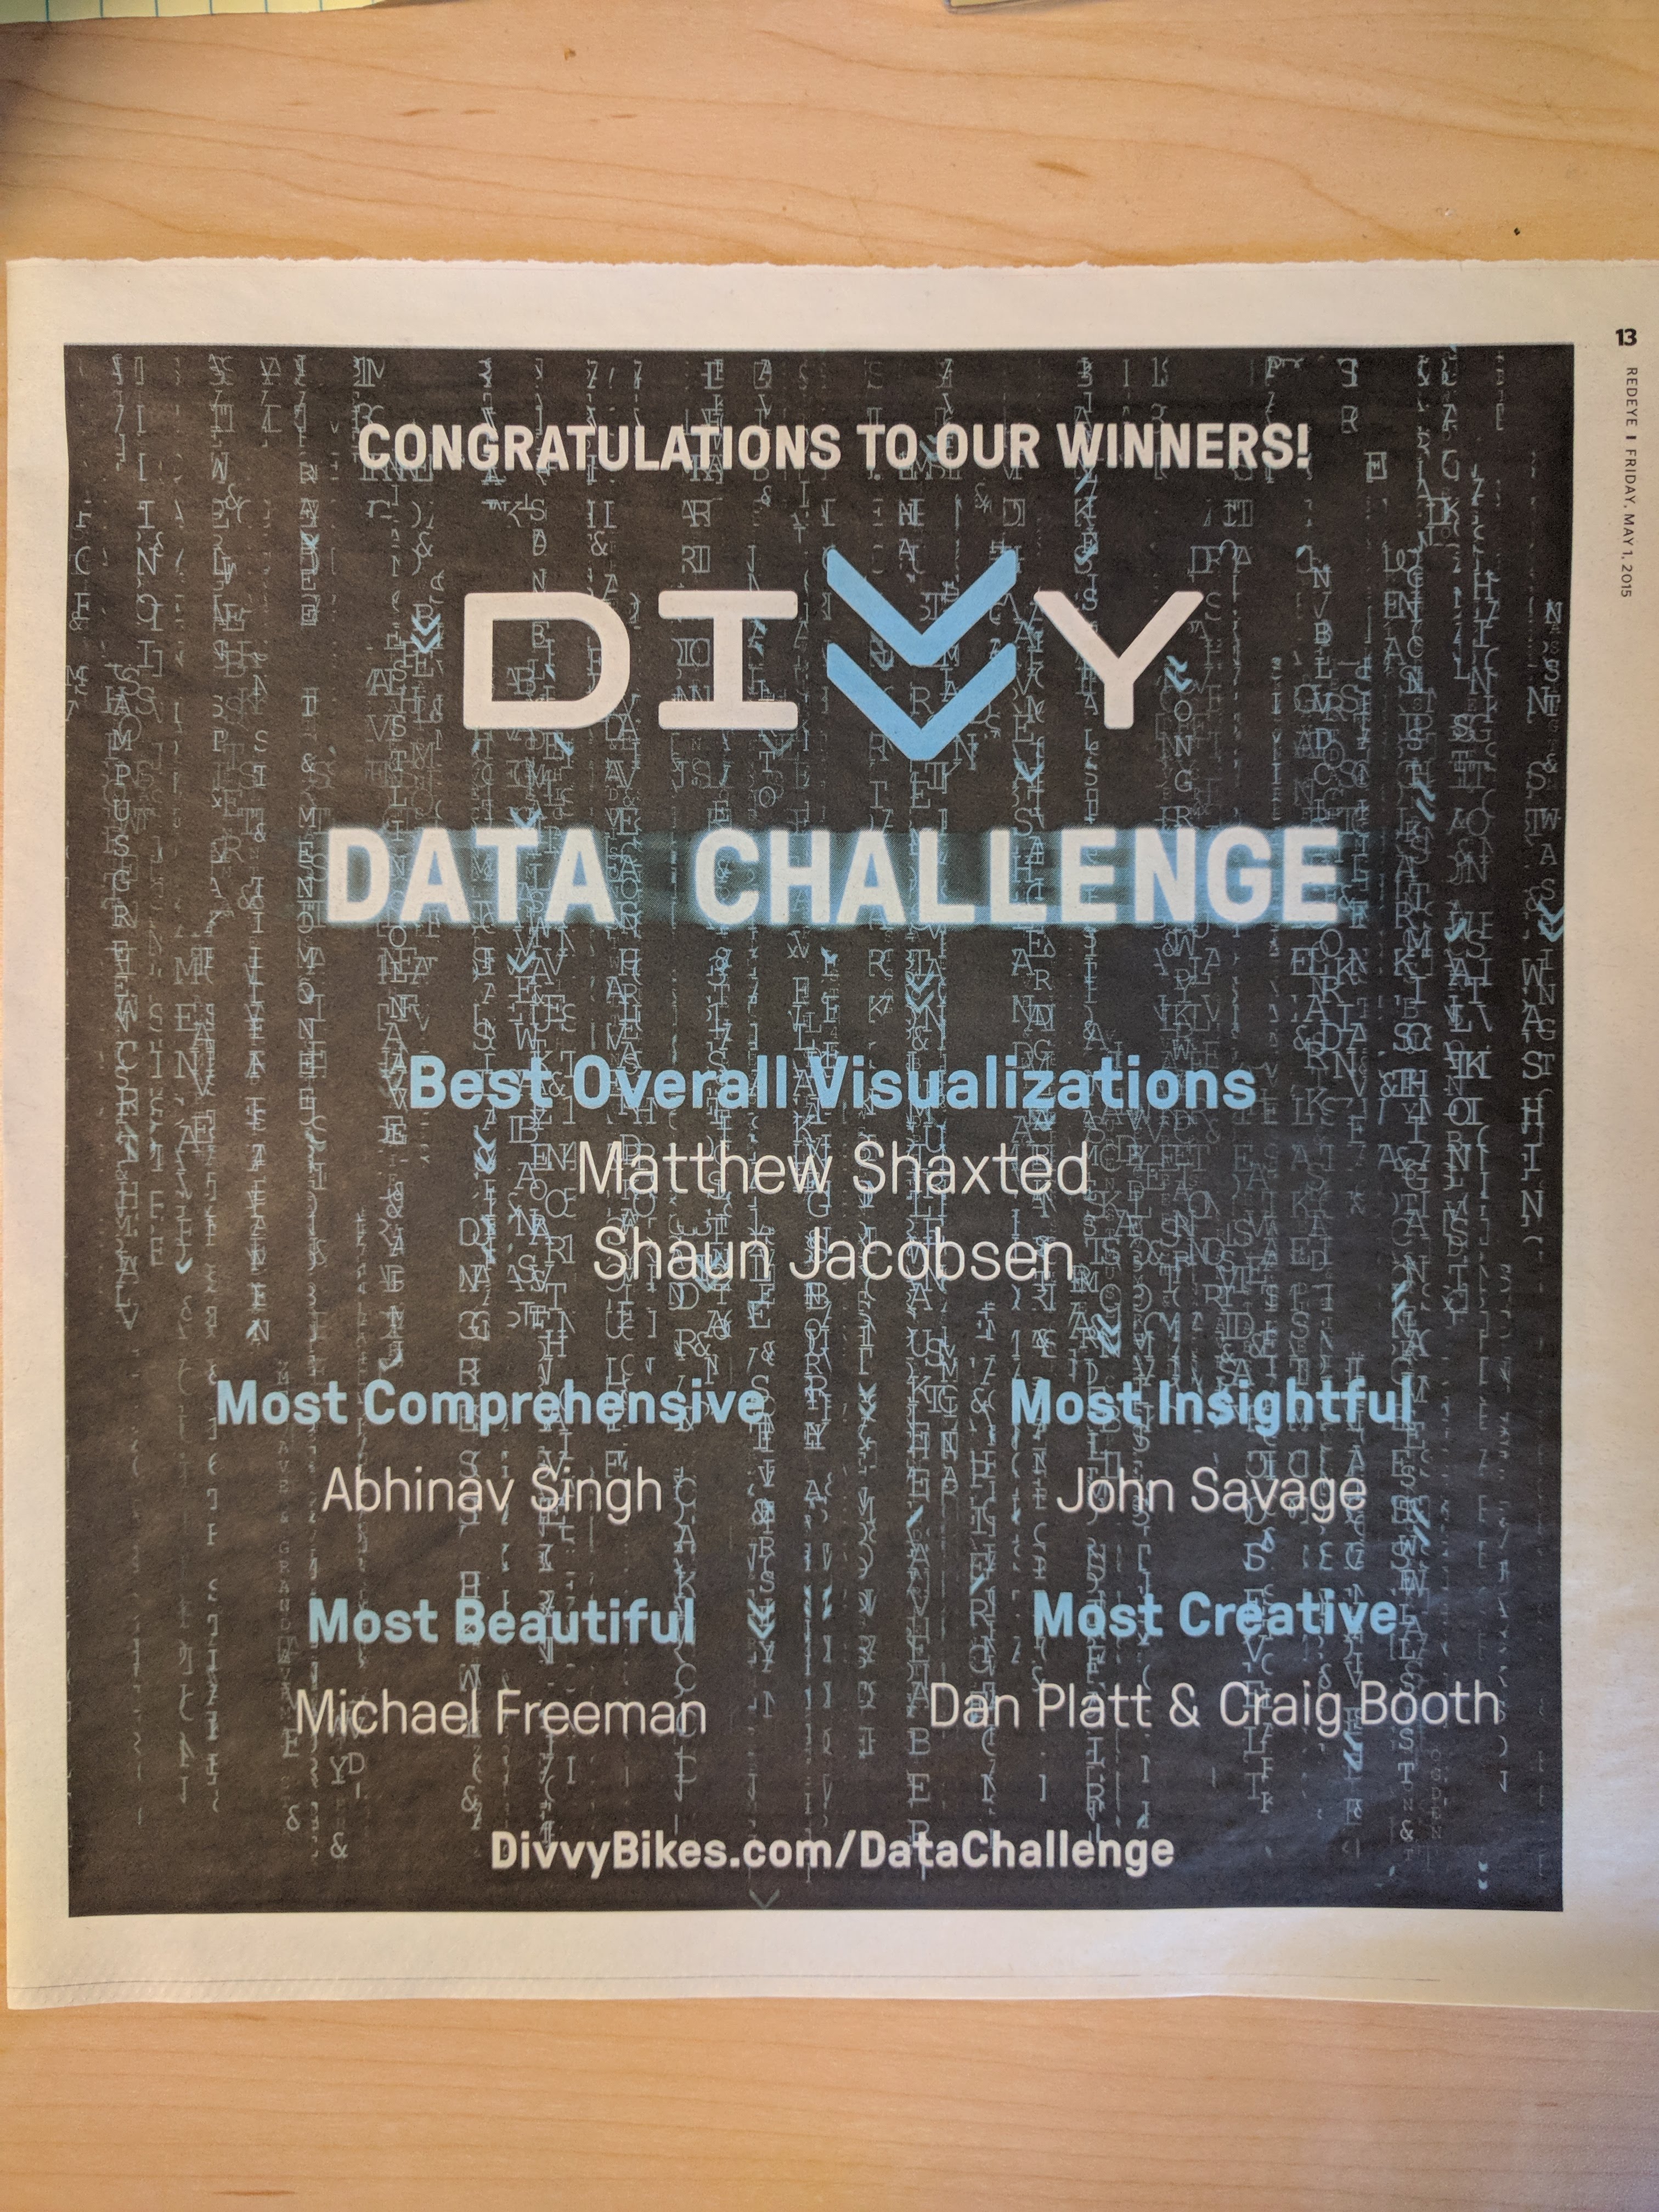 13
REDEYE | FRIDAY, MAY 1, 2015
CONGRATULATIONS TO OUR WINNERS!
DIVVY
DATA CHALLENGE
Best Overall Visualizations
Matthew Shaxted
Shaun Jacobsen
Most Comprehensive
Abhinav Singh
Most Insightful
John Savage
Most Beautiful
Michael Freeman
Most Creative
Dan Platt & Craig Booth
DivvyBikes.com/DataChallenge